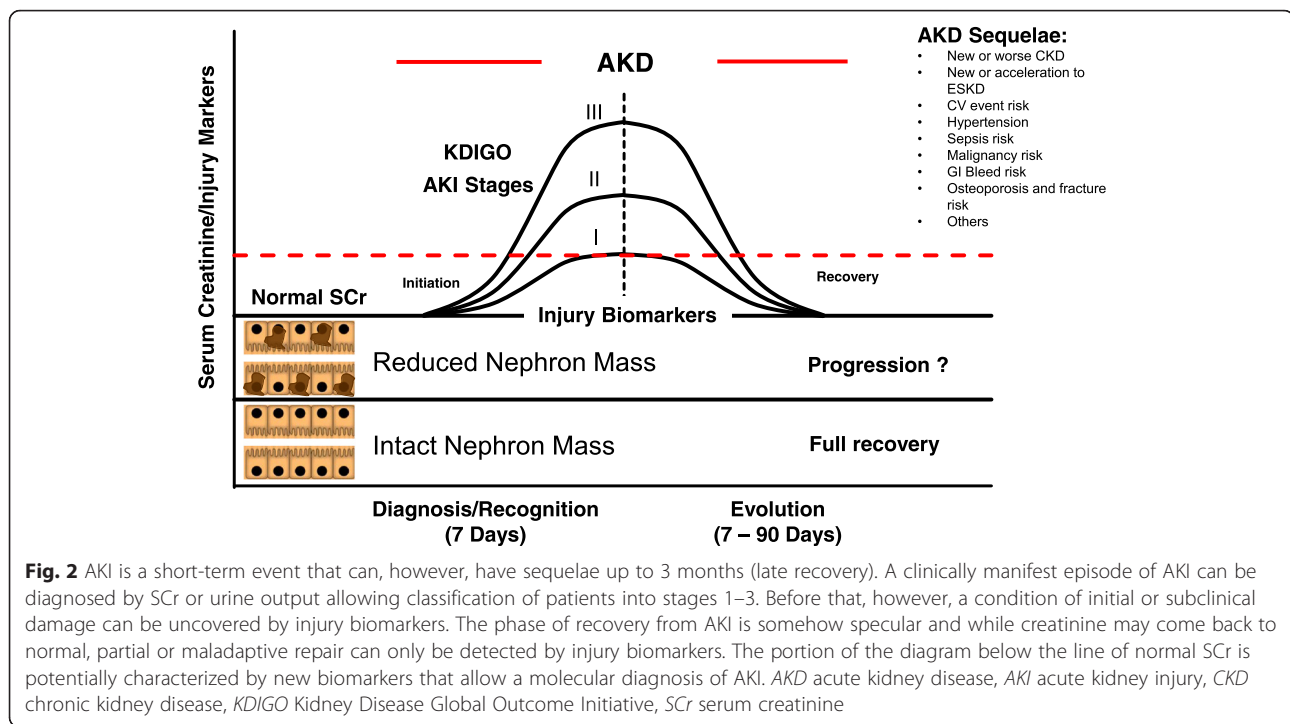 Serum Creatinine/Injury Markers
AKD
AKD Sequelae:
• New or worse CKD
• New or acceleration to
ESKD
• CV event risk
• Hypertension
• Sepsis risk
• Malignancy risk
• GI Bleed risk
• Osteoporosis and fracture
risk
• Others
III
KDIGO
AKI Stages
II
I
Initiation
Recovery
Normal SCr
Injury Biomarkers
Reduced Nephron Mass
Progression ?
Intact Nephron Mass
Full recovery
Diagnosis/Recognition
(7 Days)
Evolution
(7 – 90 Days)
Fig. 2 AKI is a short-term event that can, however, have sequelae up to 3 months (late recovery). A clinically manifest episode of AKI can be
diagnosed by SCr or urine output allowing classification of patients into stages 1–3. Before that, however, a condition of initial or subclinical
damage can be uncovered by injury biomarkers. The phase of recovery from AKI is somehow specular and while creatinine may come back to
normal, partial or maladaptive repair can only be detected by injury biomarkers. The portion of the diagram below the line of normal SCr is
potentially characterized by new biomarkers that allow a molecular diagnosis of AKI. AKD acute kidney disease, AKI acute kidney injury, CKD
chronic kidney disease, KDIGO Kidney Disease Global Outcome Initiative, SCr serum creatinine